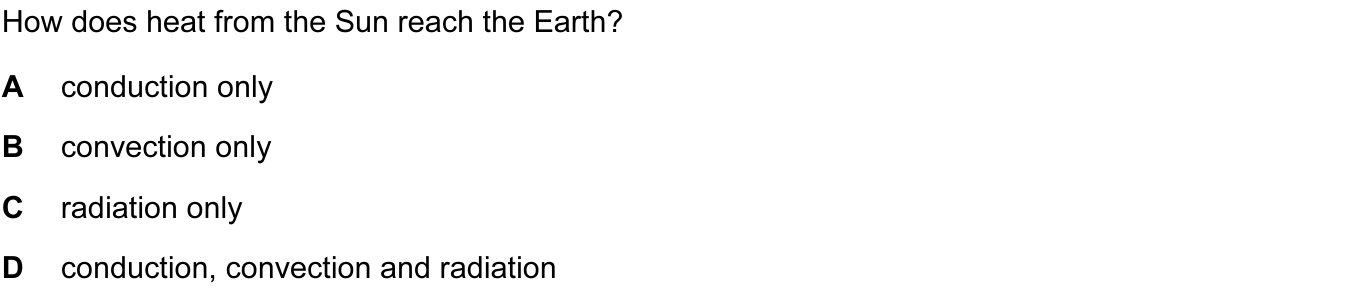 How does heat from the Sun reach the Earth?
A conduction only
B convection only
C radiation only
D conduction, convection and radiation